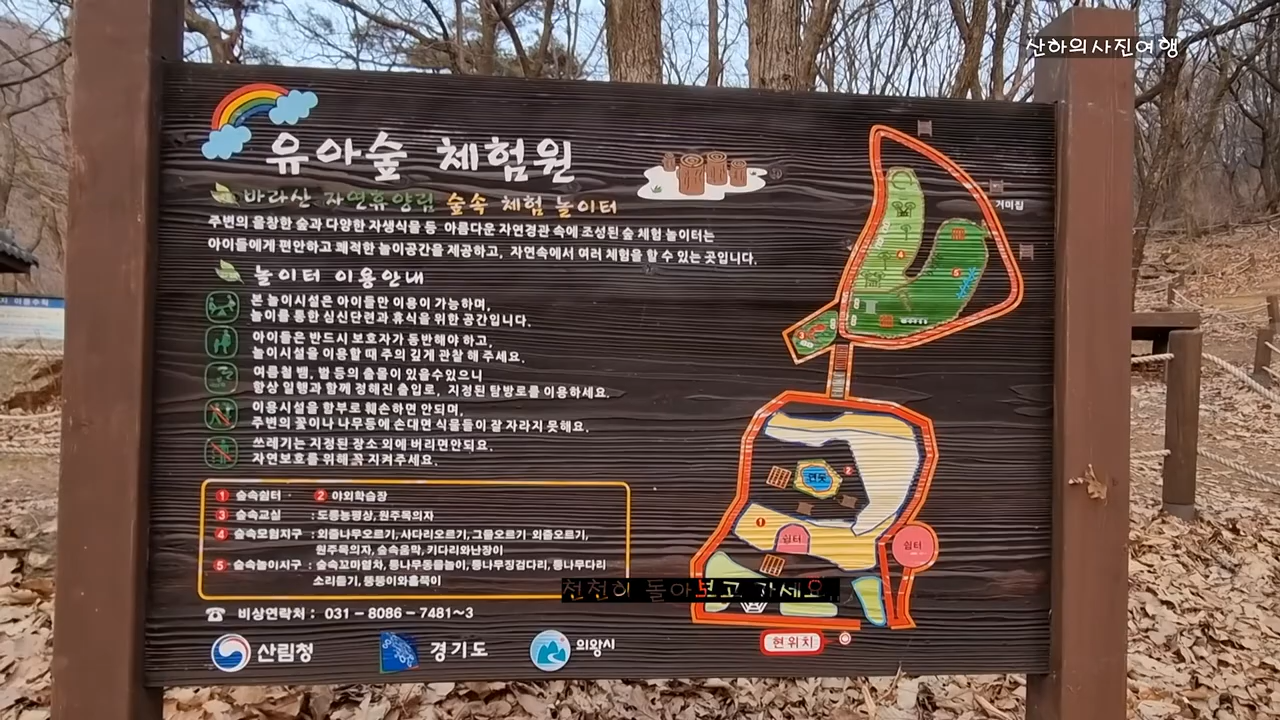 산하의사진여행
유아숲 체험원
바라산 자연휴양림 숲속 체험 놀이터
주변의 울창한 숲과 다양한 자생식물 등 아름다운 자연경관 속에 조성된 숲 체험 놀이터는
아이들에게 편안하고 쾌적한 놀이공간을 제공하고, 자연속에서 여러 체험을 할 수 있는 곳입니다.
놀이터 이용안내
본 놀이시설은 아이들만 이용이 가능하며,
놀이를 통한 심신단련과 휴식을 위한 공간입니다.
아이들은 반드시 보호자가 동반해야 하고,
놀이시설을 이용할 때 주의 깊게 관찰 해 주세요.
여름철 뱀, 벌 등의 출몰이 있을수있으니
항상 일행과 함께 정해진 출입로, 지정된 탐방로를 이용하세요.
이용시설을 함부로 훼손하면 안되며,
주변의 꽃이나 나무등에 손대면 식물들이 잘 자라지 못해요.
쓰레기는 지정된 장소 외에 버리면안되요.
자연보호를 위해 꼭 지켜주세요.
1 숲속쉼터 2 야외학습장
3 숲속교실 : 도롱뇽평상, 원주목의자
4 숲속모험지구 : 외줄나무오르기, 사다리오르기, 그물오르기 외줄오르기,
원주목의자, 숲속움막, 키다리와난장이
5 숲속놀이지구 : 숲속꼬마열차, 통나무동물놀이, 통나무징검다리, 통나무다리
소리듣기, 뚱뚱이와홀쭉이
비상연락처 : 031 - 8086 - 7481~3
산림청 경기도 의왕시
거미집
4
5
3
연못
2
1
쉼터
쉼터
현위치
천천히 돌아보고 가세요